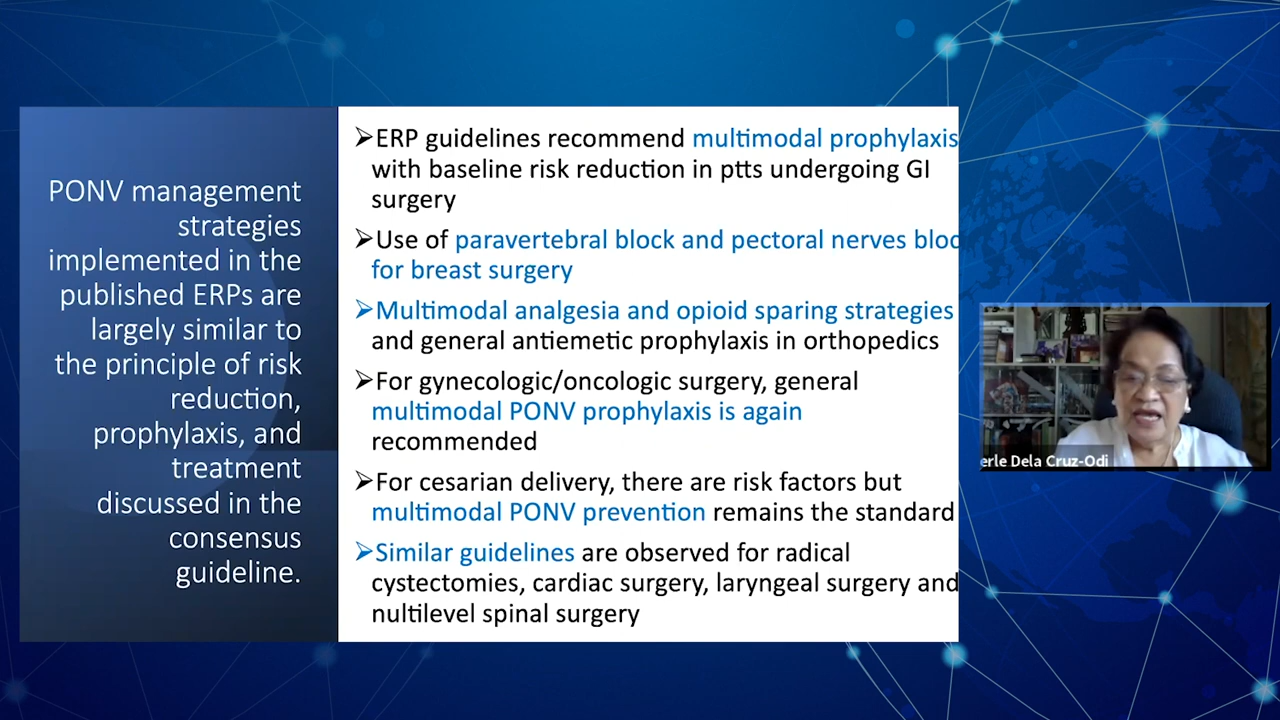 PONV management
strategies
implemented in the
published ERPs are
largely similar to
the principle of risk
reduction,
prophylaxis, and
treatment
discussed in the
consensus
guideline.
➢ERP guidelines recommend multimodal prophylaxis
with baseline risk reduction in ptts undergoing GI
surgery
➢Use of paravertebral block and pectoral nerves bloc
for breast surgery
➢Multimodal analgesia and opioid sparing strategies
and general antiemetic prophylaxis in orthopedics
➢For gynecologic/oncologic surgery, general
multimodal PONV prophylaxis is again
recommended
➢For cesarian delivery, there are risk factors but
multimodal PONV prevention remains the standard
➢Similar guidelines are observed for radical
cystectomies, cardiac surgery, laryngeal surgery and
nultilevel spinal surgery
erle Dela Cruz-Odi